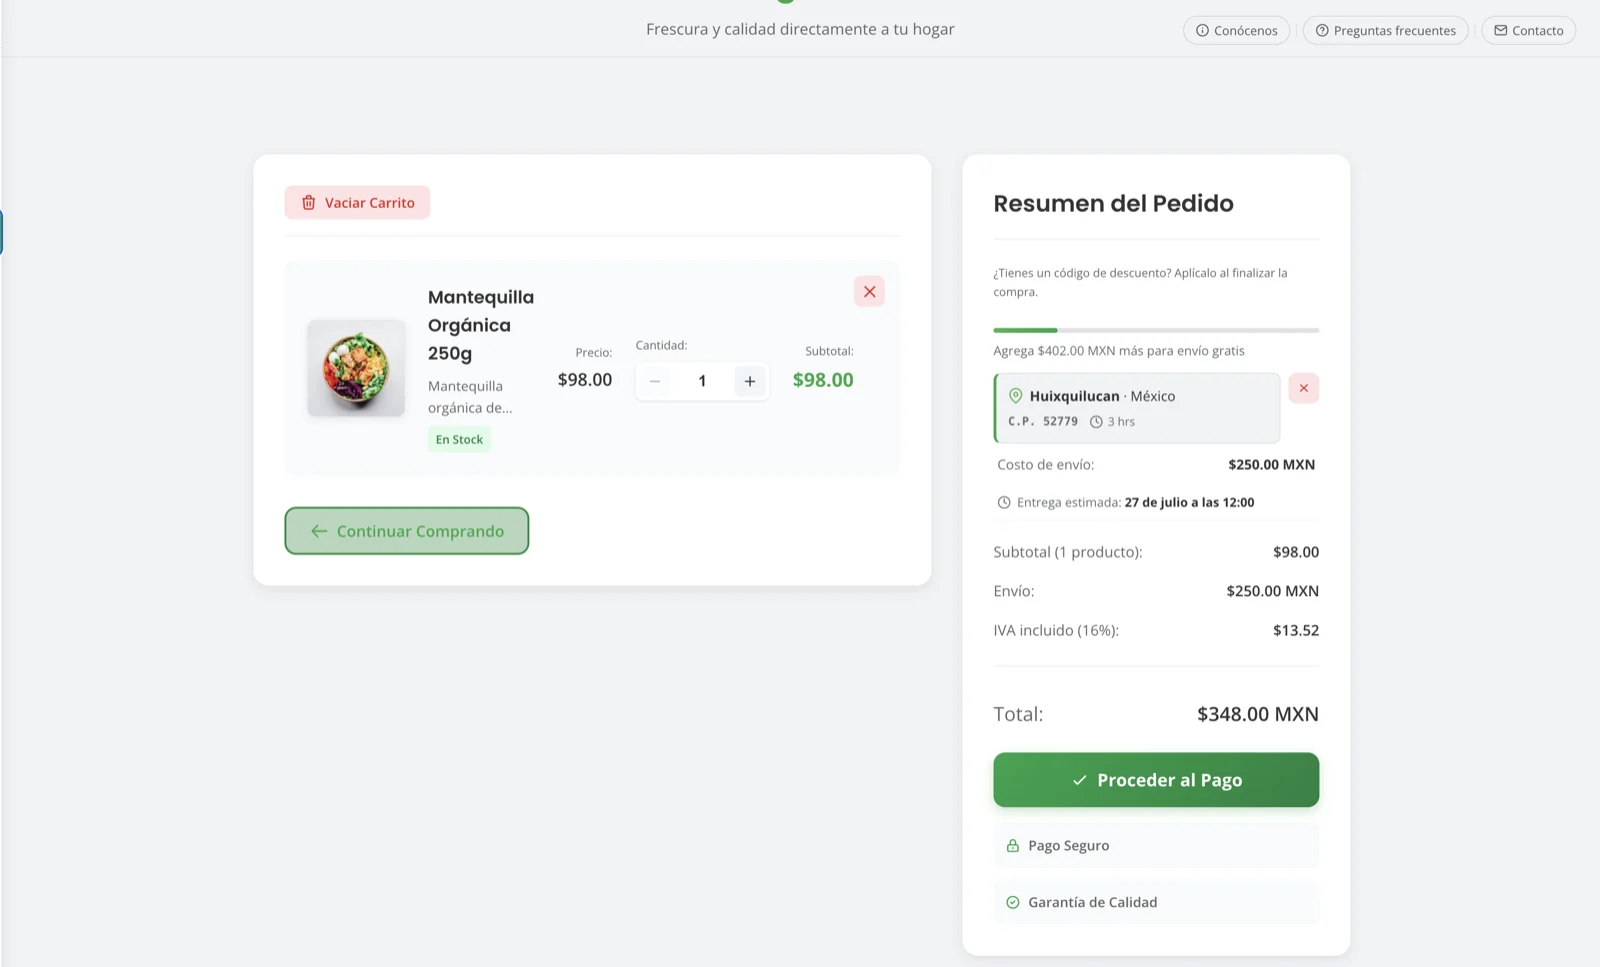 Frescura y calidad directamente a tu hogar
Conócenos
Preguntas frecuentes
Contacto
Vaciar Carrito
Mantequilla
Orgánica
250g
Mantequilla
orgánica de...
En Stock
Precio:
$98.00
Cantidad:
− 1 +
Subtotal:
$98.00
Continuar Comprando
Resumen del Pedido
¿Tienes un código de descuento? Aplícalo al finalizar la
compra.
Agrega $402.00 MXN más para envío gratis
Huixquilucan · México
C.P. 52779 3 hrs
Costo de envío: $250.00 MXN
Entrega estimada: 27 de julio a las 12:00
Subtotal (1 producto): $98.00
Envío: $250.00 MXN
IVA incluido (16%): $13.52
Total: $348.00 MXN
Proceder al Pago
Pago Seguro
Garantía de Calidad